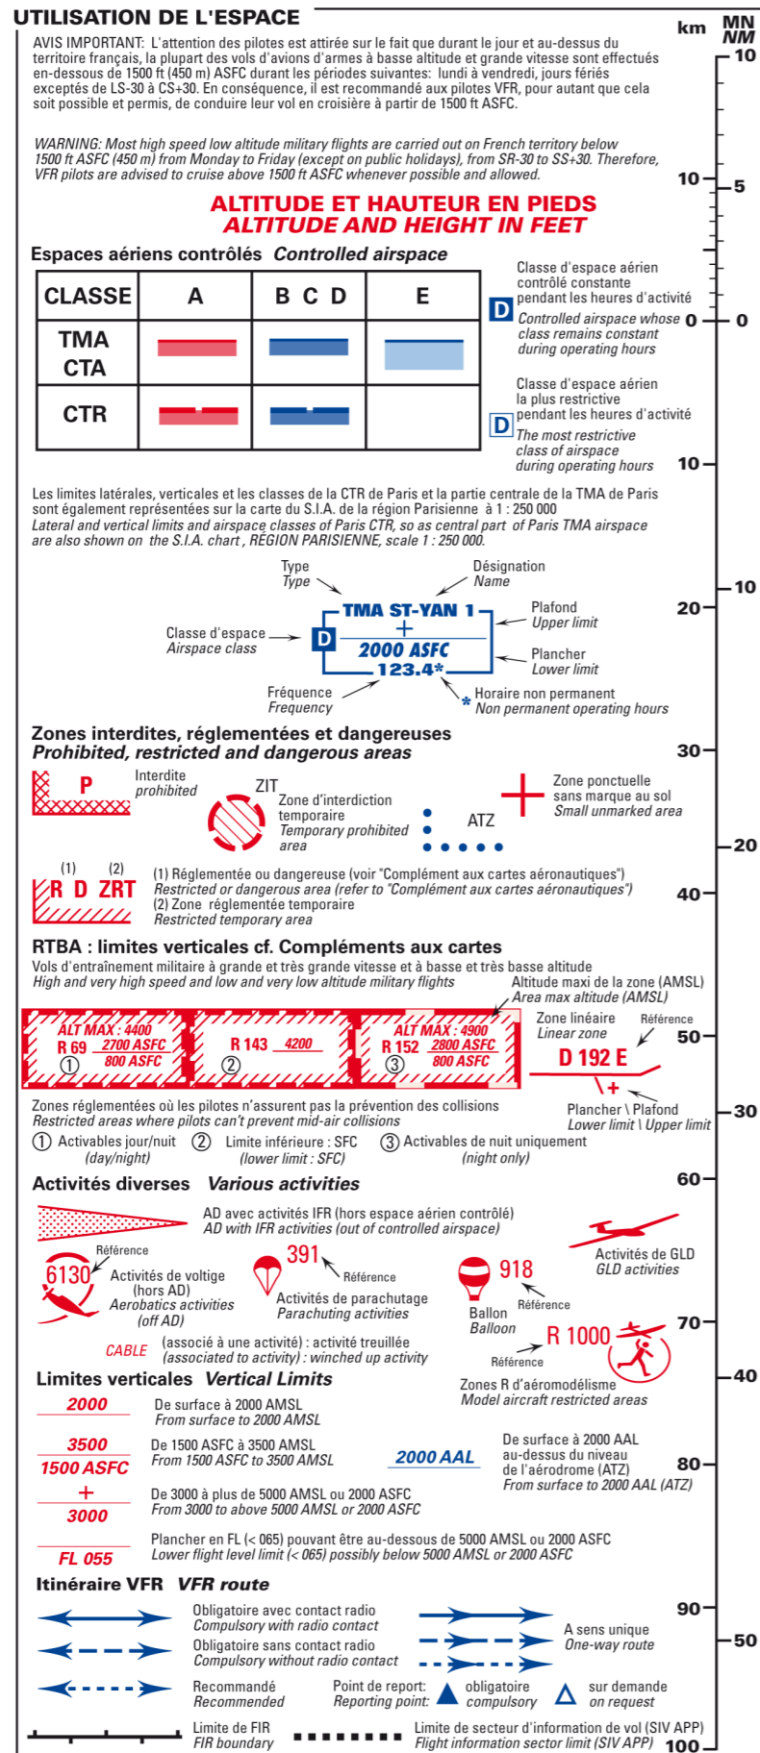 UTILISATION DE L'ESPACE
km
MN
NM
AVIS IMPORTANT: L'attention des pilotes est attirée sur le fait que durant le jour et au-dessus du
territoire français, la plupart des vols d'avions d'armes à basse altitude et grande vitesse sont effectués
en-dessous de 1500 ft (450 m) ASFC durant les périodes suivantes: lundi à vendredi, jours fériés
exceptés de LS-30 à CS+30. En conséquence, il est recommandé aux pilotes VFR, pour autant que cela
soit possible et permis, de conduire leur vol en croisière à partir de 1500 ft ASFC.
WARNING: Most high speed low altitude military flights are carried out on French territory below
1500 ft ASFC (450 m) from Monday to Friday (except on public holidays), from SR-30 to SS+30. Therefore,
VFR pilots are advised to cruise above 1500 ft ASFC whenever possible and allowed.
ALTITUDE ET HAUTEUR EN PIEDS
ALTITUDE AND HEIGHT IN FEET
Espaces aériens contrôlés Controlled airspace
CLASSE A B C D E
TMA
CTA
CTR
D
Classe d'espace aérien
contrôlé constante
pendant les heures d'activité
Controlled airspace whose
class remains constant
during operating hours
D
Classe d'espace aérien
la plus restrictive
pendant les heures d'activité
The most restrictive
class of airspace
during operating hours
Les limites latérales, verticales et les classes de la CTR de Paris et la partie centrale de la TMA de Paris
sont également représentées sur la carte du S.I.A. de la région Parisienne à 1 : 250 000
Lateral and vertical limits and airspace classes of Paris CTR, so as central part of Paris TMA airspace
are also shown on the S.I.A. chart , RÉGION PARISIENNE, scale 1 : 250 000.
Type
Type
Désignation
Name
TMA ST-YAN 1
+
D
2000 ASFC
123.4*
Classe d'espace
Airspace class
Plafond
Upper limit
Plancher
Lower limit
Fréquence
Frequency
* Horaire non permanent
Non permanent operating hours
Zones interdites, réglementées et dangereuses
Prohibited, restricted and dangerous areas
P
Interdite
prohibited
ZIT
Zone d'interdiction
temporaire
Temporary prohibited
area
ATZ
Zone ponctuelle
sans marque au sol
Small unmarked area
(1) (2)
R D ZRT
(1) Réglementée ou dangereuse (voir "Complément aux cartes aéronautiques")
Restricted or dangerous area (refer to "Complément aux cartes aéronautiques")
(2) Zone réglementée temporaire
Restricted temporary area
RTBA : limites verticales cf. Compléments aux cartes
Vols d'entraînement militaire à grande et très grande vitesse et à basse et très basse altitude
High and very high speed and low and very low altitude military flights
Altitude maxi de la zone (AMSL)
Area max altitude (AMSL)
ALT MAX : 4400
R 69 2700 ASFC
800 ASFC
1
R 143 4200
2
ALT MAX : 4900
R 152 2800 ASFC
800 ASFC
3
Zone linéaire
Linear zone
Référence
D 192 E
\ +
Plancher \ Plafond
Lower limit \ Upper limit
Zones réglementées où les pilotes n'assurent pas la prévention des collisions
Restricted areas where pilots can't prevent mid-air collisions
1 Activables jour/nuit
(day/night)
2 Limite inférieure : SFC
(lower limit : SFC)
3 Activables de nuit uniquement
(night only)
Activités diverses Various activities
AD avec activités IFR (hors espace aérien contrôlé)
AD with IFR activities (out of controlled airspace)
Activités de GLD
GLD activities
Référence
6130
Activités de voltige
(hors AD)
Aerobatics activities
(off AD)
391
Référence
Activités de parachutage
Parachuting activities
918
Référence
Ballon
Balloon
CABLE
(associé à une activité) : activité treuillée
(associated to activity) : winched up activity
R 1000
Référence
Zones R d'aéromodélisme
Model aircraft restricted areas
Limites verticales Vertical Limits
2000
De surface à 2000 AMSL
From surface to 2000 AMSL
3500
1500 ASFC
De 1500 ASFC à 3500 AMSL
From 1500 ASFC to 3500 AMSL
2000 AAL
De surface à 2000 AAL
au-dessus du niveau
de l'aérodrome (ATZ)
From surface to 2000 AAL (ATZ)
+
3000
De 3000 à plus de 5000 AMSL ou 2000 ASFC
From 3000 to above 5000 AMSL or 2000 ASFC
FL 055
Plancher en FL (< 065) pouvant être au-dessous de 5000 AMSL ou 2000 ASFC
Lower flight level limit (< 065) possibly below 5000 AMSL or 2000 ASFC
Itinéraire VFR VFR route
Obligatoire avec contact radio
Compulsory with radio contact
Obligatoire sans contact radio
Compulsory without radio contact
A sens unique
One-way route
Recommandé
Recommended
Point de report:
Reporting point:
obligatoire
compulsory
sur demande
on request
Limite de FIR
FIR boundary
Limite de secteur d'information de vol (SIV APP)
Flight information sector limit (SIV APP)
10
0
10
20
30
40
50
60
70
80
90
100
10
5
0
10
20
30
40
50